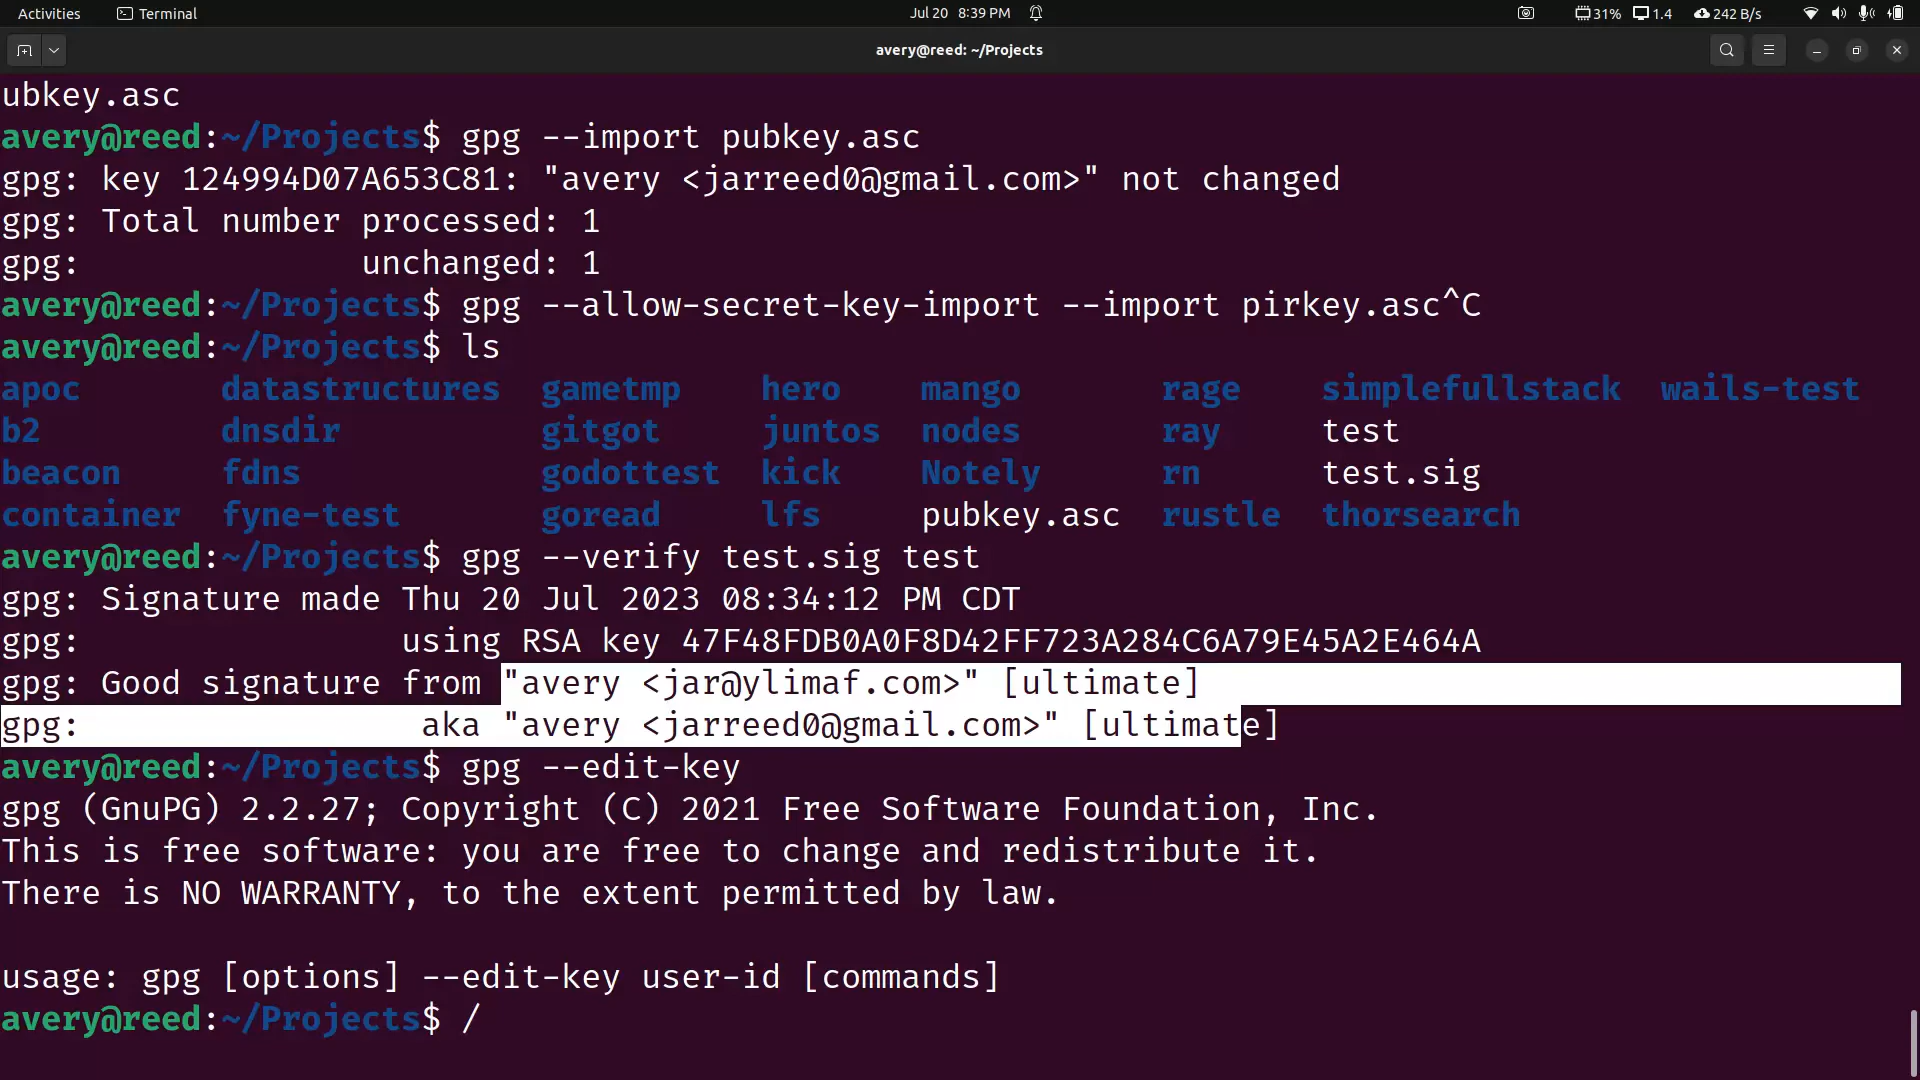 Activities Terminal Jul 20 8:39 PM 31% 1.4 242 B/s
avery@reed: ~/Projects
ubkey.asc
avery@reed:~/Projects$ gpg --import pubkey.asc
gpg: key 124994D07A653C81: "avery <jarreed0@gmail.com>" not changed
gpg: Total number processed: 1
gpg:              unchanged: 1
avery@reed:~/Projects$ gpg --allow-secret-key-import --import pirkey.asc^C
avery@reed:~/Projects$ ls
apoc datastructures gametmp hero mango rage simplefullstack wails-test
b2 dnsdir gitgot juntos nodes ray test
beacon fdns godottest kick Notely rn test.sig
container fyne-test goread lfs pubkey.asc rustle thorsearch
avery@reed:~/Projects$ gpg --verify test.sig test
gpg: Signature made Thu 20 Jul 2023 08:34:12 PM CDT
gpg:                using RSA key 47F48FDB0A0F8D42FF723A284C6A79E45A2E464A
gpg: Good signature from "avery <jar@ylimaf.com>" [ultimate]
gpg:                 aka "avery <jarreed0@gmail.com>" [ultimate]
avery@reed:~/Projects$ gpg --edit-key
gpg (GnuPG) 2.2.27; Copyright (C) 2021 Free Software Foundation, Inc.
This is free software: you are free to change and redistribute it.
There is NO WARRANTY, to the extent permitted by law.
usage: gpg [options] --edit-key user-id [commands]
avery@reed:~/Projects$ /